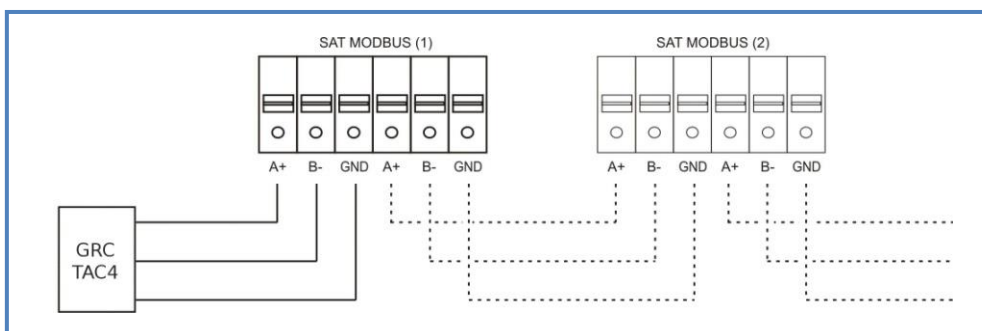 SAT MODBUS (1) SAT MODBUS (2)
A+ B- GND A+ B- GND A+ B- GND A+ B- GND
GRC
TAC4